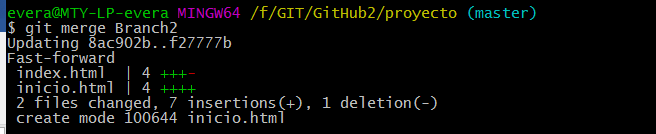 evera@MTY-LP-evera MINGW64 /f/GIT/GitHub2/proyecto (master)
$ git merge Branch2
Updating 8ac902b..f27777b
Fast-forward
 index.html  | 4 +++-
 inicio.html | 4 ++++
 2 files changed, 7 insertions(+), 1 deletion(-)
 create mode 100644 inicio.html